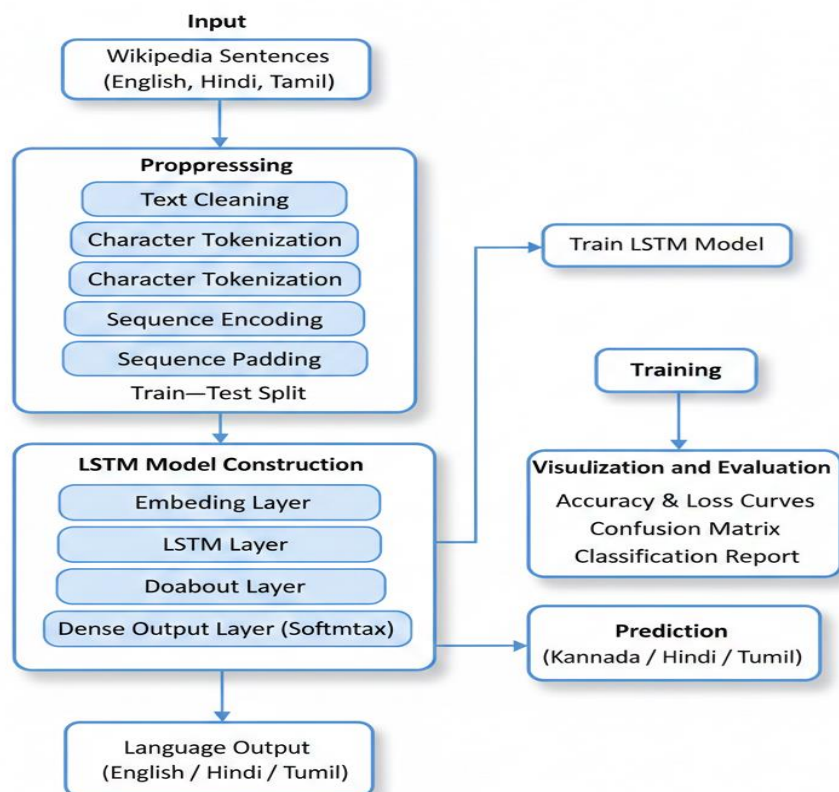 Input
Wikipedia Sentences
(English, Hindi, Tamil)
Proppresssing
Text Cleaning
Character Tokenization
Character Tokenization
Sequence Encoding
Sequence Padding
Train—Test Split
LSTM Model Construction
Embeding Layer
LSTM Layer
Doabout Layer
Dense Output Layer (Softmtax)
Language Output
(English / Hindi / Tumil)
Train LSTM Model
Training
Visudization and Evaluation
Accuracy & Loss Curves
Confusion Matrix
Classification Report
Prediction
(Kannada / Hindi / Tumil)